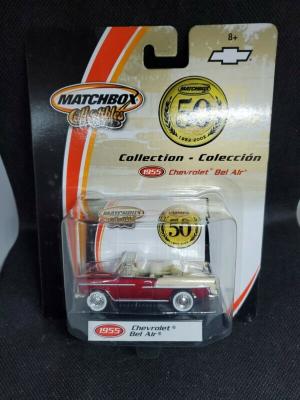 8+
MATCHBOX
Collectibles
MATCHBOX
50
1952-2002
Collection - Colección
1955 Chevrolet® Bel Air®
50
1955 Chevrolet®
Bel Air®